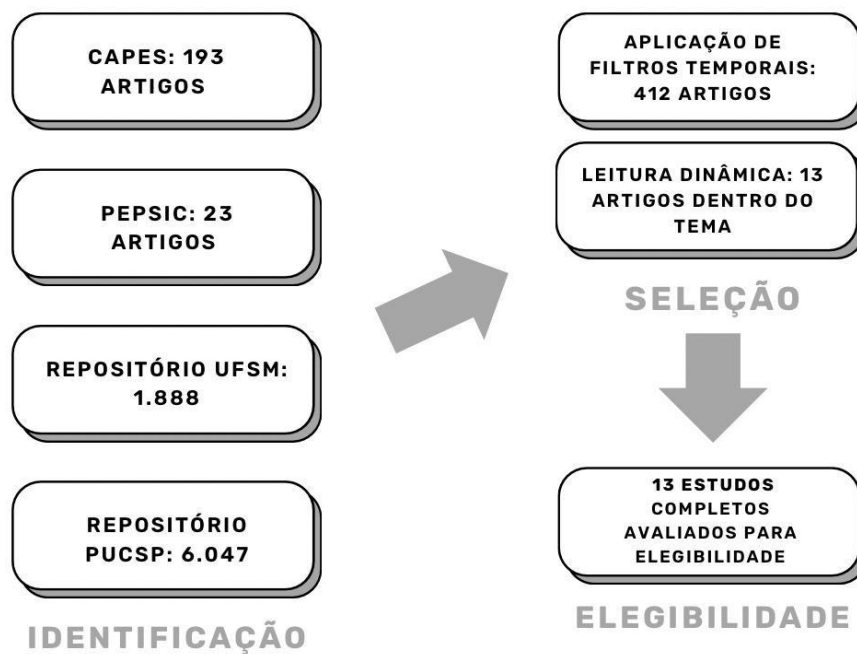 CAPES: 193
ARTIGOS
PEPSIC: 23
ARTIGOS
REPOSITÓRIO UFSM:
1.888
REPOSITÓRIO
PUCSP: 6.047
IDENTIFICAÇÃO
APLICAÇÃO DE
FILTROS TEMPORAIS:
412 ARTIGOS
LEITURA DINÂMICA: 13
ARTIGOS DENTRO DO
TEMA
SELEÇÃO
13 ESTUDOS
COMPLETOS
AVALIADOS PARA
ELEGIBILIDADE
ELEGIBILIDADE